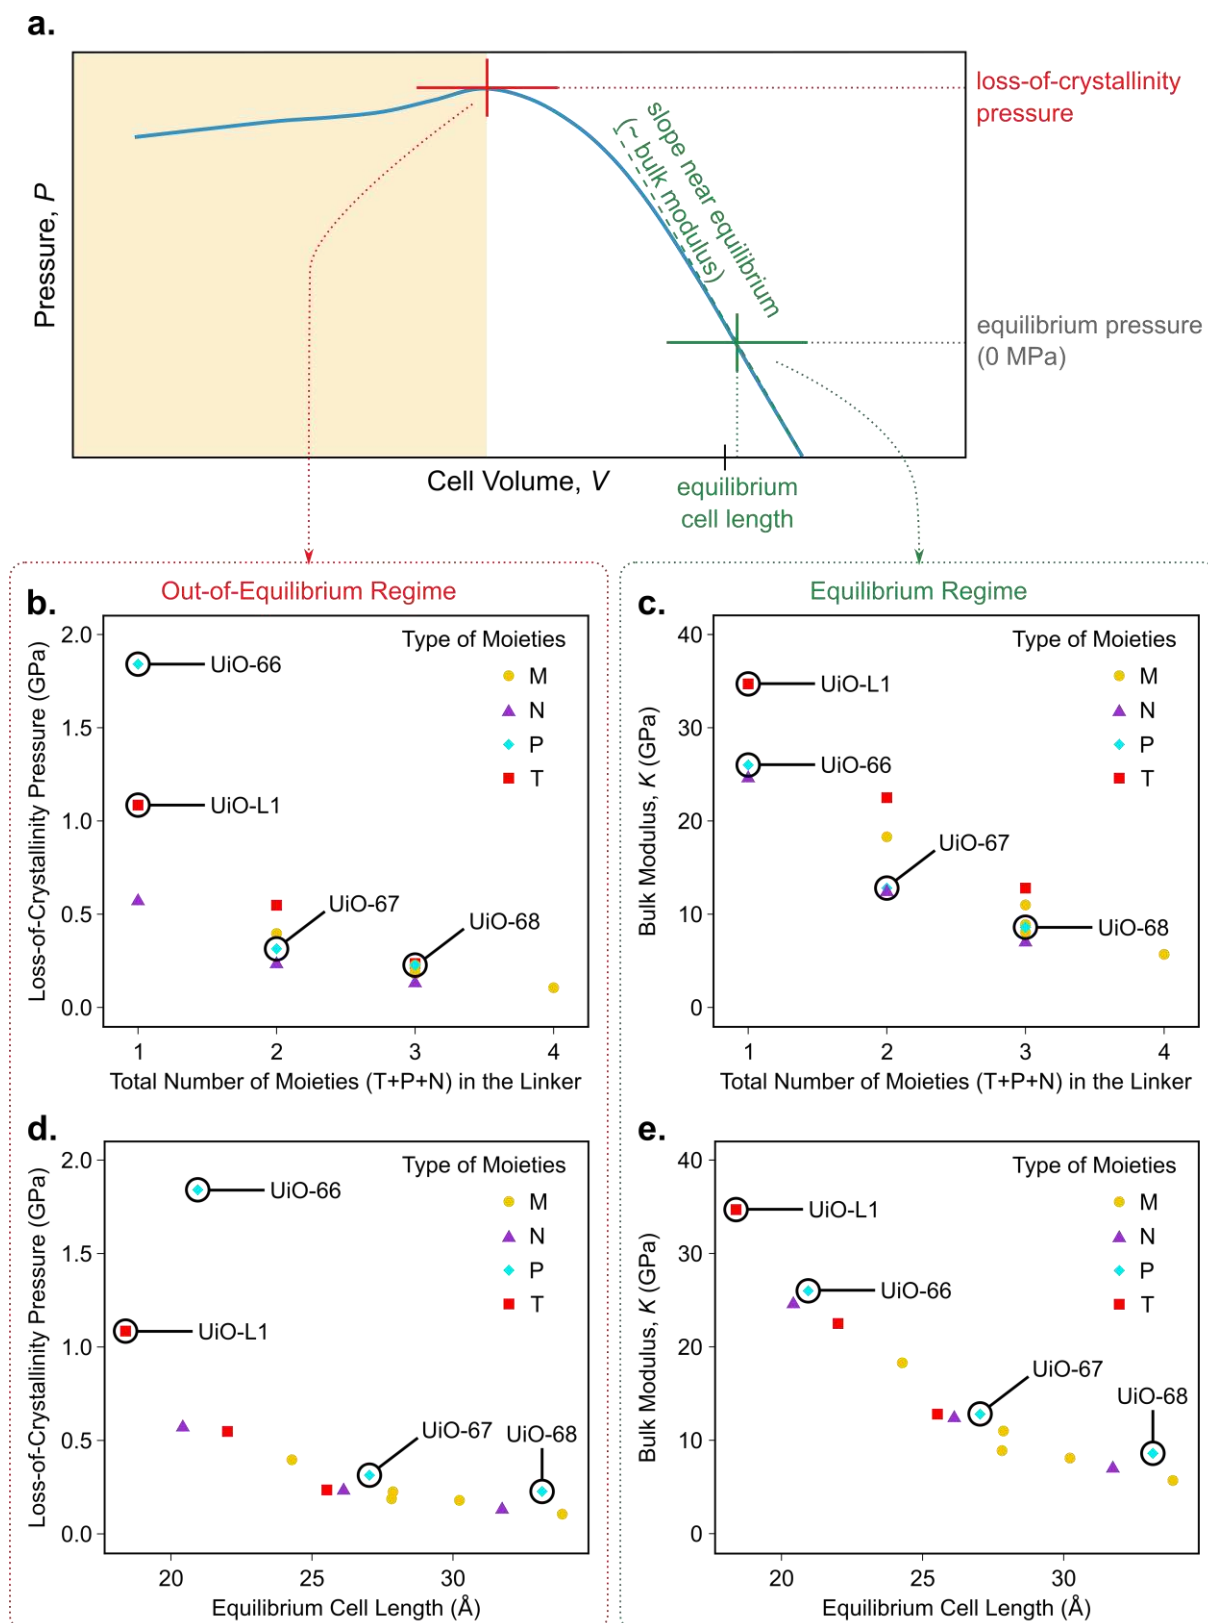 a.
loss-of-crystallinity
pressure
slope near equilibrium
(~ bulk modulus)
Pressure, P
equilibrium pressure
(0 MPa)
Cell Volume, V
equilibrium
cell length
Out-of-Equilibrium Regime
b.
Loss-of-Crystallinity Pressure (GPa)
2.0
1.5
1.0
0.5
0.0
Type of Moieties
M
N
P
T
UiO-66
UiO-L1
UiO-67
UiO-68
1 2 3 4
Total Number of Moieties (T+P+N) in the Linker
Equilibrium Regime
c.
Bulk Modulus, K (GPa)
40
30
20
10
0
Type of Moieties
M
N
P
T
UiO-L1
UiO-66
UiO-67
UiO-68
1 2 3 4
Total Number of Moieties (T+P+N) in the Linker
d.
Loss-of-Crystallinity Pressure (GPa)
2.0
1.5
1.0
0.5
0.0
Type of Moieties
M
N
P
T
UiO-66
UiO-L1
UiO-67 UiO-68
20 25 30
Equilibrium Cell Length (Å)
e.
Bulk Modulus, K (GPa)
40
30
20
10
0
Type of Moieties
M
N
P
T
UiO-L1
UiO-66
UiO-67
UiO-68
20 25 30
Equilibrium Cell Length (Å)